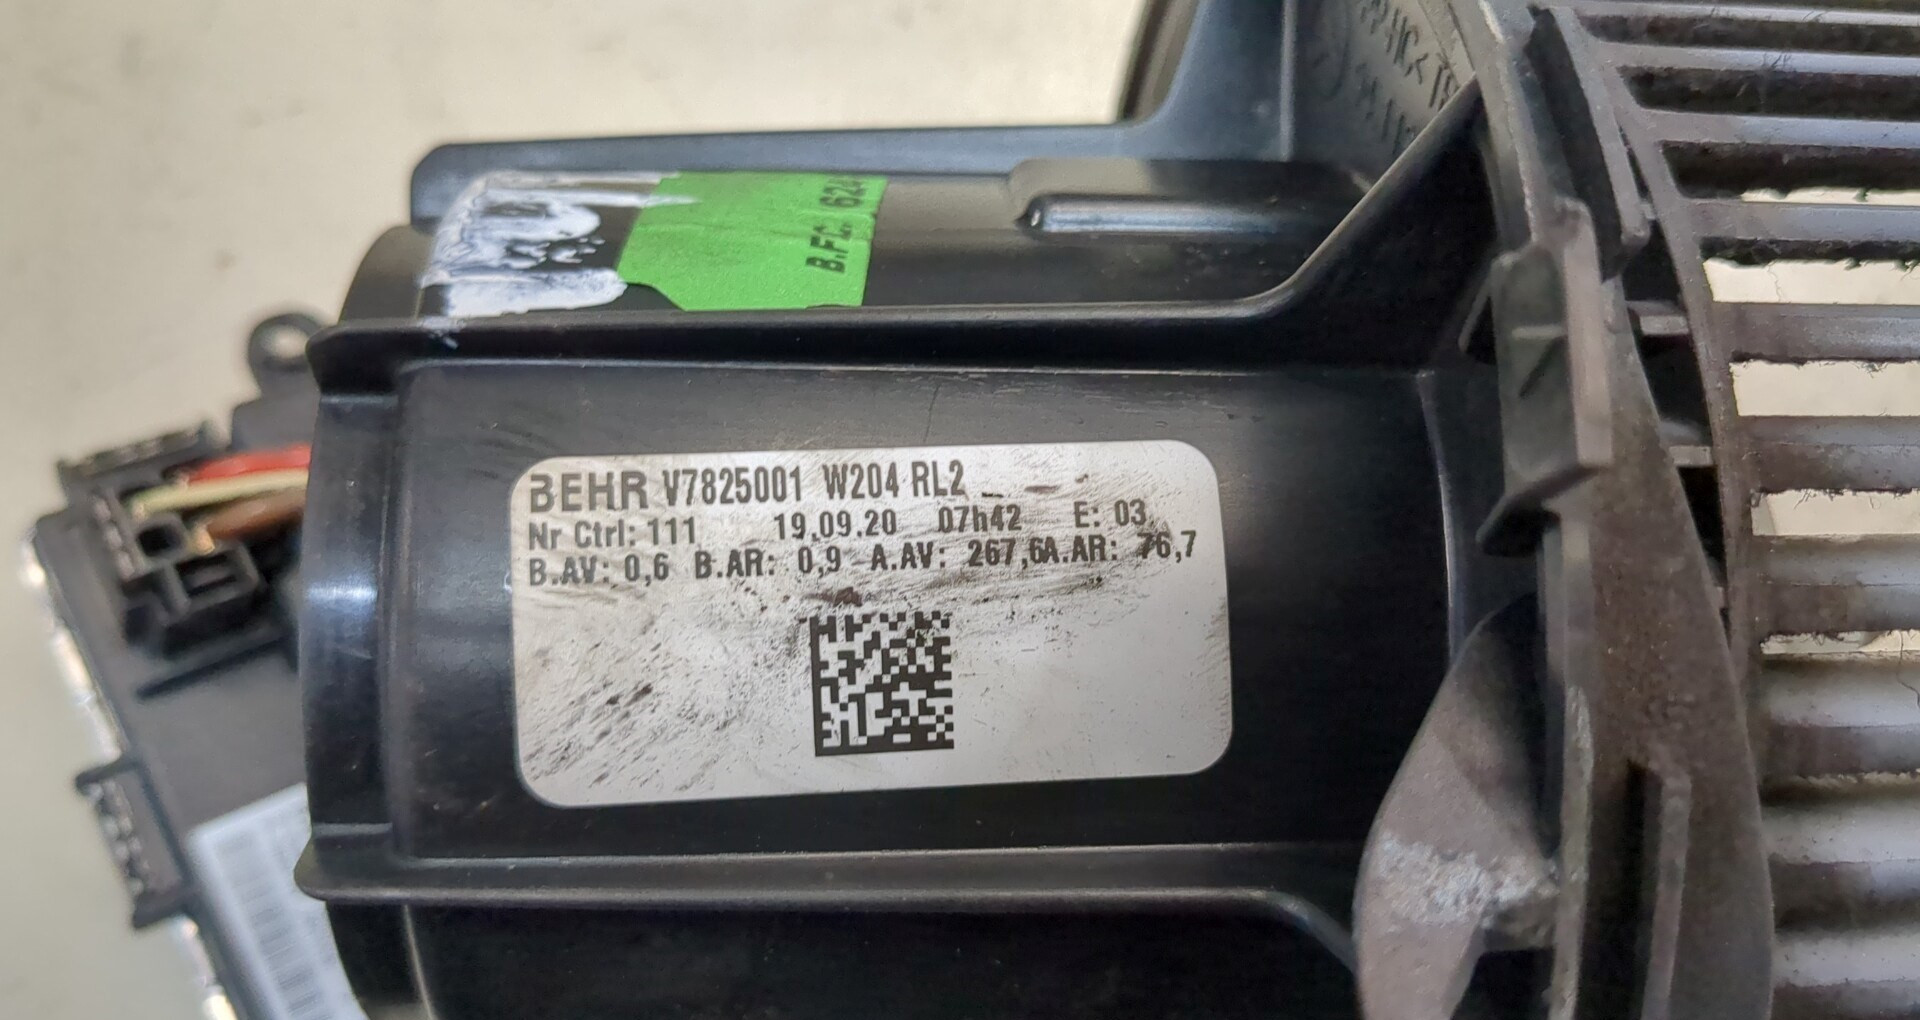 B.FC. 624
BEHR V7825001 W204 RL2
Nr Ctrl: 111 19.09.20 07h42 E: 03
B.AV: 0,6 B.AR: 0,9 A.AV: 267,6A.AR: 76,7